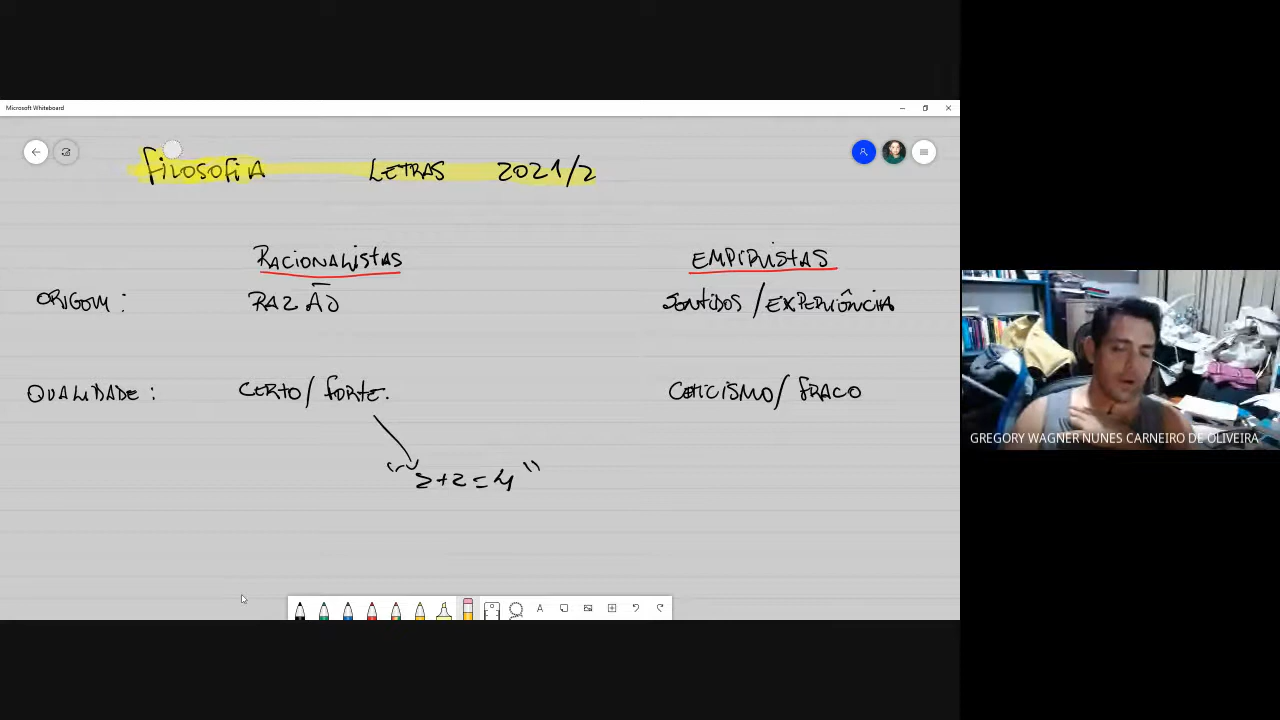 Microsoft Whiteboard
FILOSOFIA LETRAS 2021/2
RACIONALISTAS EMPIRISTAS
ORIGEM: RAZÃO SENTIDOS/EXPERIÊNCIA
QUALIDADE: CERTO/FORTE. CETICISMO/FRACO
"2+2=4"
GREGORY WAGNER NUNES CARNEIRO DE OLIVEIRA
A